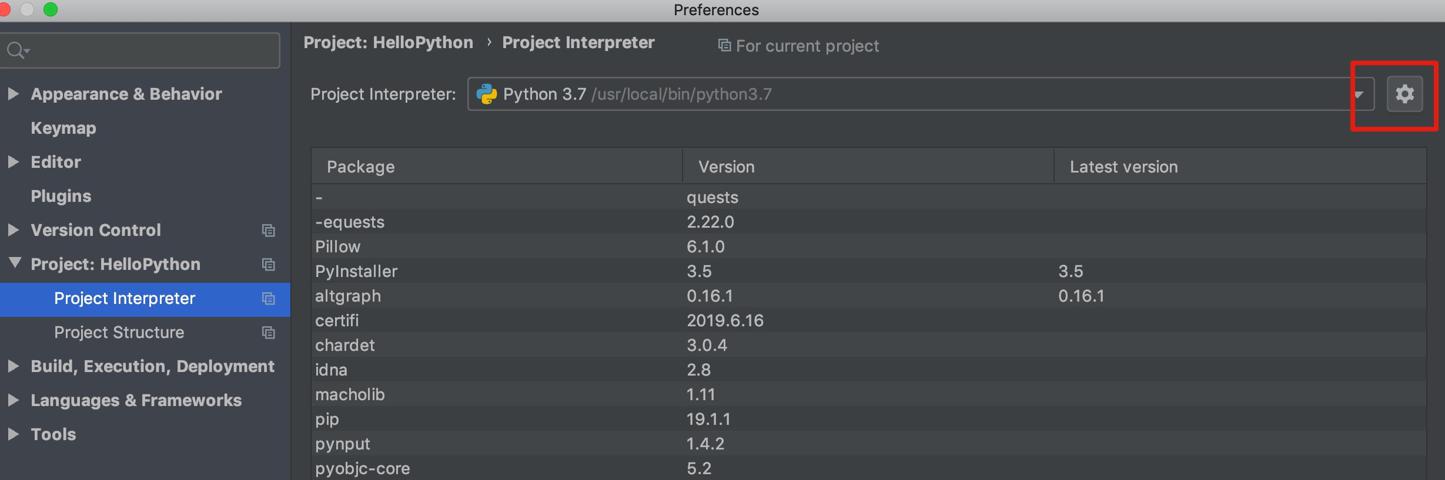 Preferences
Project: HelloPython › Project Interpreter For current project
Project Interpreter: Python 3.7 /usr/local/bin/python3.7
Appearance & Behavior
Keymap
Editor
Plugins
Version Control
Project: HelloPython
Project Interpreter
Project Structure
Build, Execution, Deployment
Languages & Frameworks
Tools
Package Version Latest version
- quests
-equests 2.22.0
Pillow 6.1.0
PyInstaller 3.5 3.5
altgraph 0.16.1 0.16.1
certifi 2019.6.16
chardet 3.0.4
idna 2.8
macholib 1.11
pip 19.1.1
pynput 1.4.2
pyobjc-core 5.2